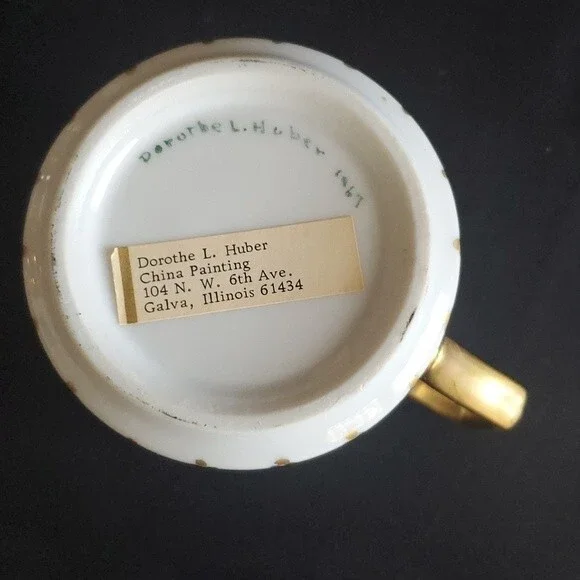 Dorothe L. Huber 1967
Dorothe L. Huber
China Painting
104 N. W. 6th Ave.
Galva, Illinois 61434